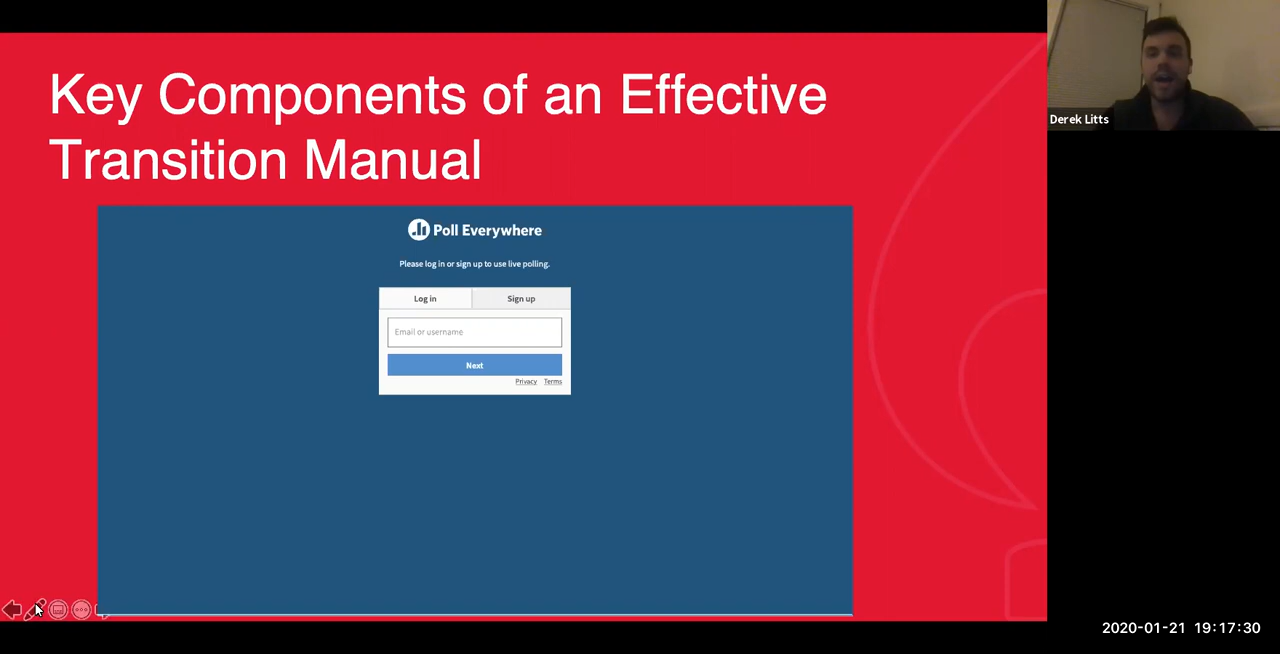 Key Components of an Effective
Transition Manual
Poll Everywhere
Please log in or sign up to use live polling.
Log in
Sign up
Email or username
Next
Privacy Terms
Derek Litts
2020-01-21 19:17:30